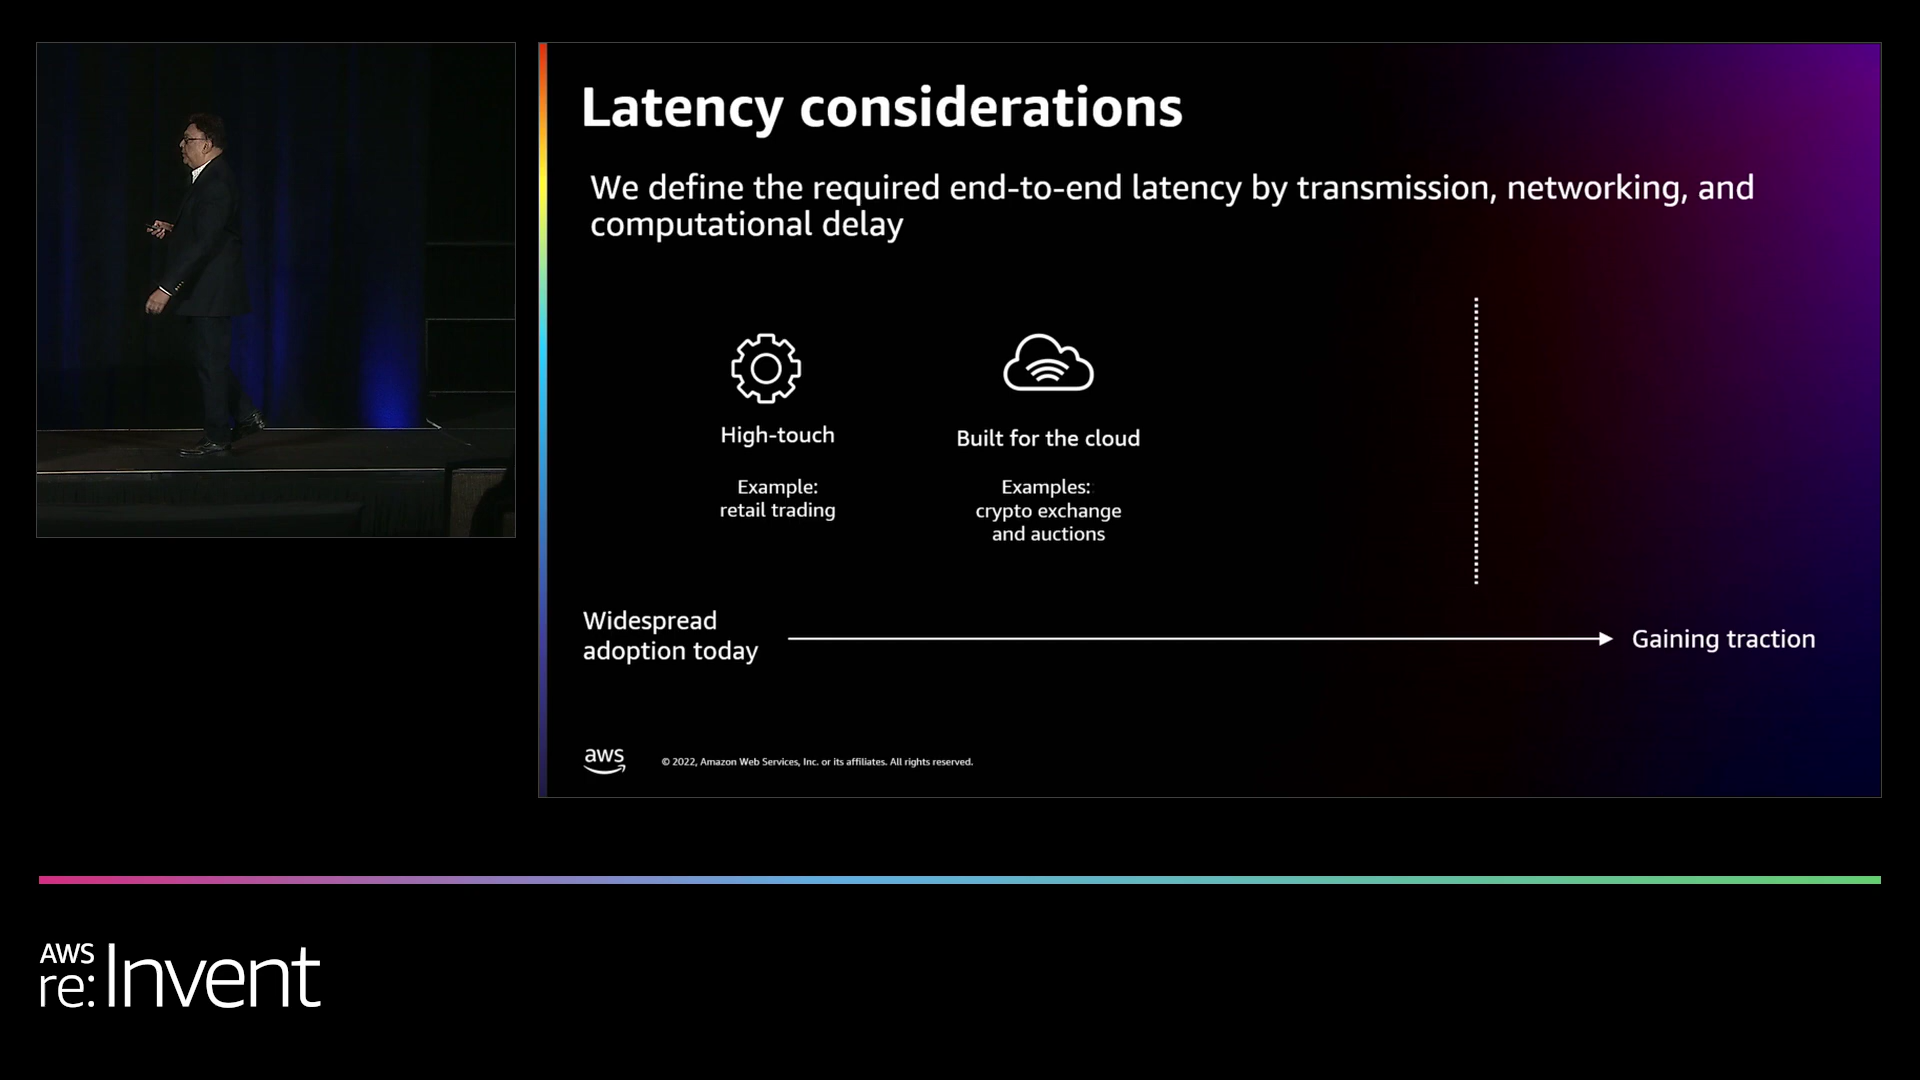 Latency considerations
We define the required end-to-end latency by transmission, networking, and
computational delay
High-touch
Example:
retail trading
Built for the cloud
Examples:
crypto exchange
and auctions
Widespread
adoption today
Gaining traction
aws
© 2022, Amazon Web Services, Inc. or its affiliates. All rights reserved.
AWS
re:Invent